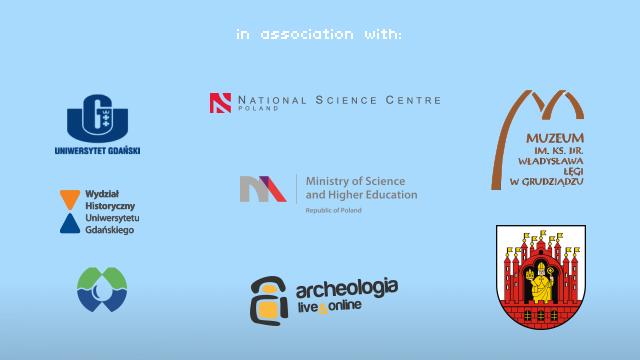 in association with:
UNIWERSYTET GDAŃSKI
Wydział
Historyczny
Uniwersytetu
Gdańskiego
NATIONAL SCIENCE CENTRE
POLAND
Ministry of Science
and Higher Education
Republic of Poland
archeologia
live&online
MUZEUM
IM. KS. DR.
WŁADYSŁAWA
ŁĘGI
W GRUDZIĄDZU